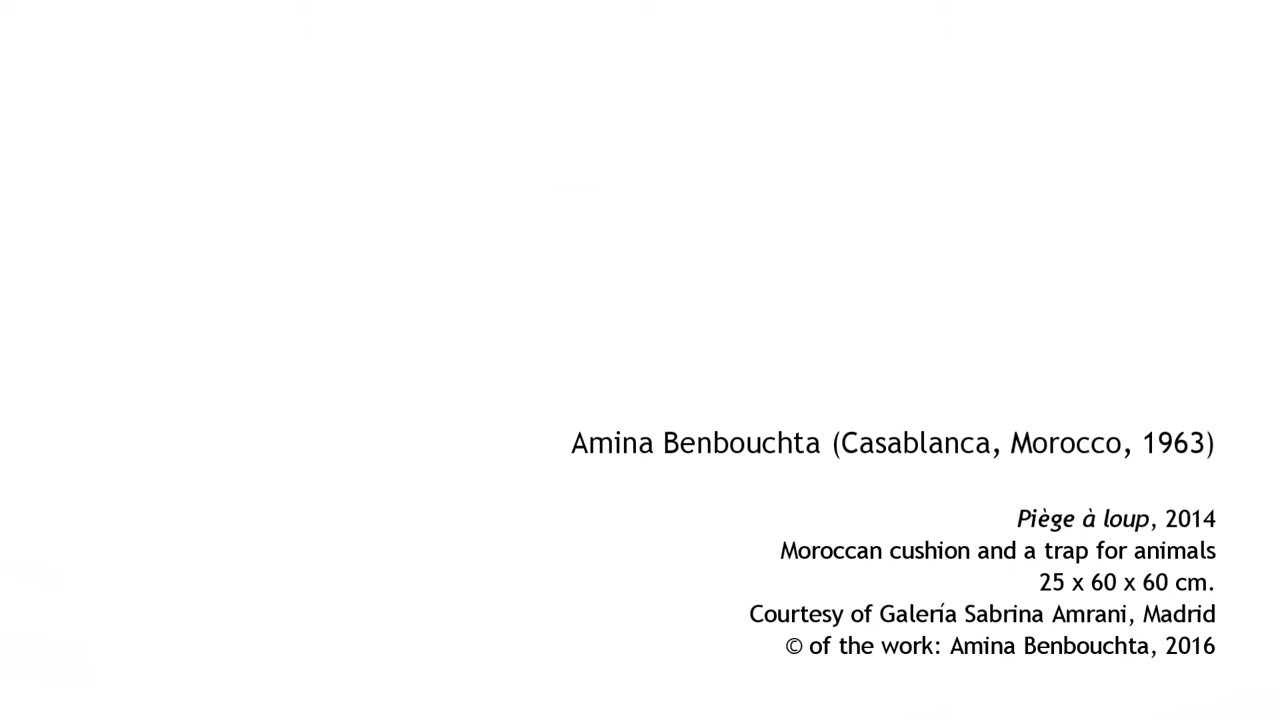 Amina Benbouchta (Casablanca, Morocco, 1963)
Piège à loup, 2014
Moroccan cushion and a trap for animals
25 x 60 x 60 cm.
Courtesy of Galería Sabrina Amrani, Madrid
© of the work: Amina Benbouchta, 2016